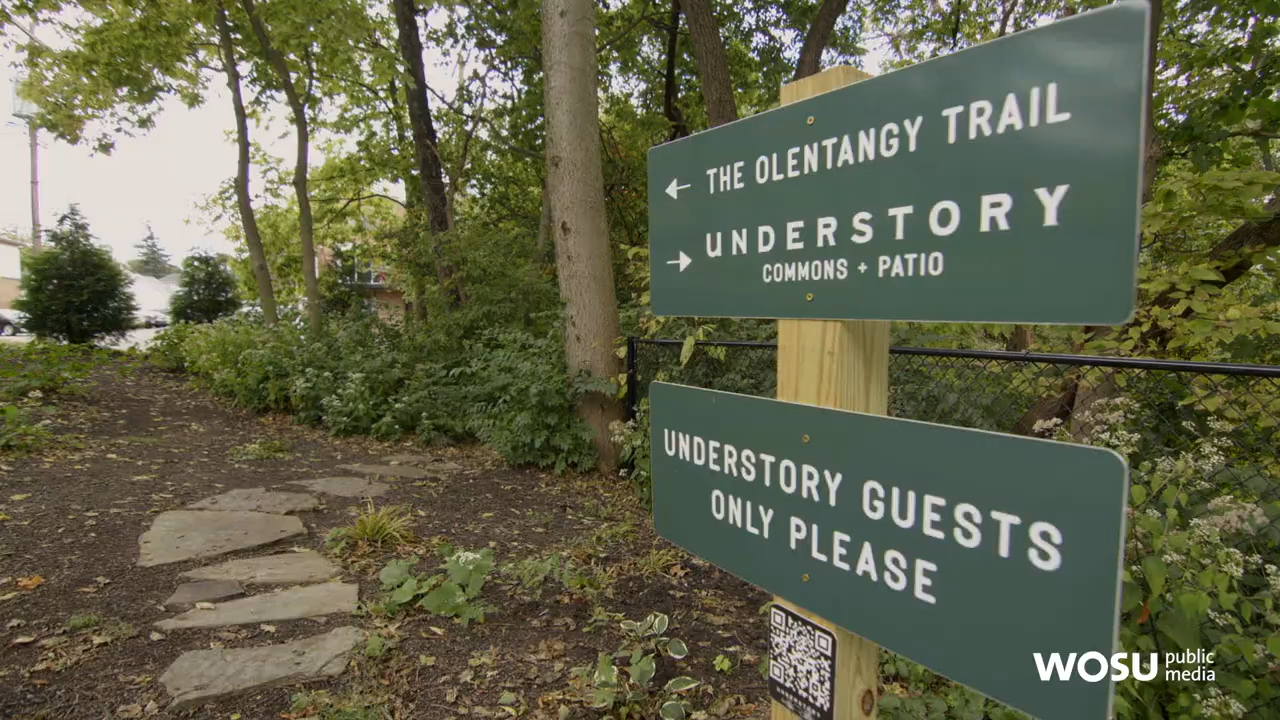 ← THE OLENTANGY TRAIL
→ UNDERSTORY
COMMONS + PATIO
UNDERSTORY GUESTS
ONLY PLEASE
WOSU public
media